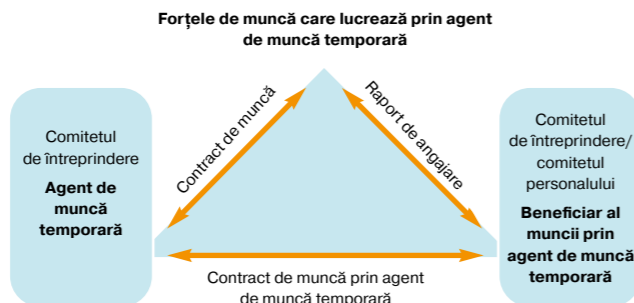 Forțele de muncă care lucrează prin agent
de muncă temporară
Contract de muncă
Raport de angajare
Comitetul
de întreprindere
Agent de
muncă
temporară
Comitetul
de întreprindere/
comitetul
personalului
Beneficiar al
muncii prin
agent de muncă
temporară
Contract de muncă prin agent
de muncă temporară